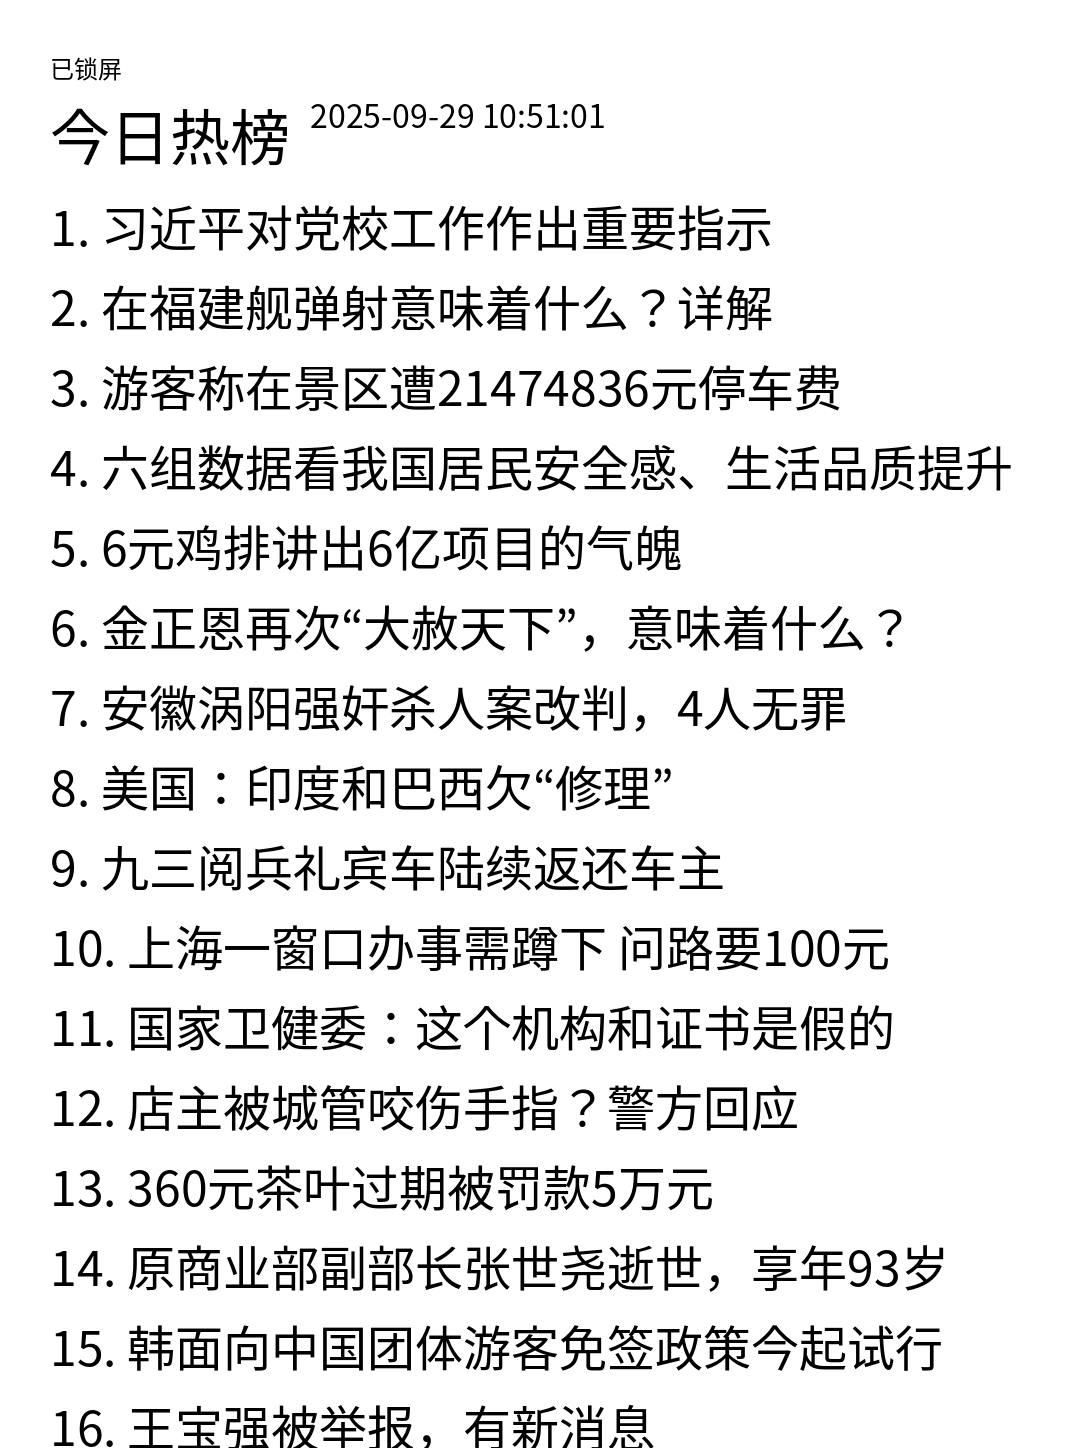 已锁屏
今日热榜 2025-09-29 10:51:01
1. 习近平对党校工作作出重要指示
2. 在福建舰弹射意味着什么？详解
3. 游客称在景区遭21474836元停车费
4. 六组数据看我国居民安全感、生活品质提升
5. 6元鸡排讲出6亿项目的气魄
6. 金正恩再次“大赦天下”，意味着什么？
7. 安徽涡阳强奸杀人案改判，4人无罪
8. 美国：印度和巴西欠“修理”
9. 九三阅兵礼宾车陆续返还车主
10. 上海一窗口办事需蹲下 问路要100元
11. 国家卫健委：这个机构和证书是假的
12. 店主被城管咬伤手指？警方回应
13. 360元茶叶过期被罚款5万元
14. 原商业部副部长张世尧逝世，享年93岁
15. 韩面向中国团体游客免签政策今起试行
16. 王宝强被举报，有新消息